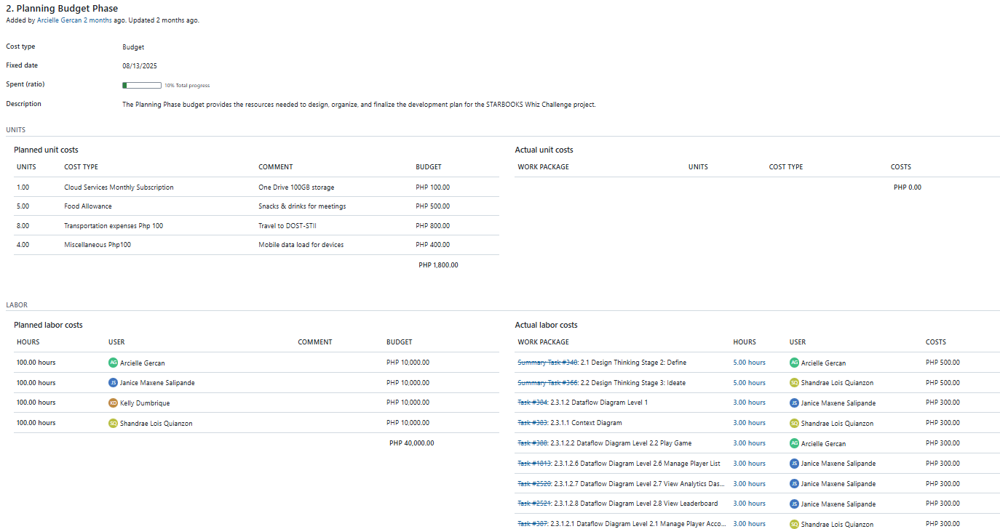 2. Planning Budget Phase
Added by Arcielle Gercan 2 months ago. Updated 2 months ago.
Cost type Budget
Fixed date 08/13/2025
Spent (ratio) 10% Total progress
Description The Planning Phase budget provides the resources needed to design, organize, and finalize the development plan for the STARBOOKS Whiz Challenge project.
UNITS
Planned unit costs
UNITS COST TYPE COMMENT BUDGET
1.00 Cloud Services Monthly Subscription One Drive 100GB storage PHP 100.00
5.00 Food Allowance Snacks & drinks for meetings PHP 500.00
8.00 Transportation expenses Php 100 Travel to DOST-STII PHP 800.00
4.00 Miscellaneous Php100 Mobile data load for devices PHP 400.00
PHP 1,800.00
Actual unit costs
WORK PACKAGE UNITS COST TYPE COSTS
PHP 0.00
LABOR
Planned labor costs
HOURS USER COMMENT BUDGET
100.00 hours AG Arcielle Gercan PHP 10,000.00
100.00 hours JS Janice Maxene Salipande PHP 10,000.00
100.00 hours KD Kelly Dumbrique PHP 10,000.00
100.00 hours SQ Shandrae Lois Quianzon PHP 10,000.00
PHP 40,000.00
Actual labor costs
WORK PACKAGE HOURS USER COSTS
Summary Task #348: 2.1 Design Thinking Stage 2: Define 5.00 hours AG Arcielle Gercan PHP 500.00
Summary Task #366: 2.2 Design Thinking Stage 3: Ideate 5.00 hours SQ Shandrae Lois Quianzon PHP 500.00
Task #384: 2.3.1.2 Dataflow Diagram Level 1 3.00 hours JS Janice Maxene Salipande PHP 300.00
Task #383: 2.3.1.1 Context Diagram 3.00 hours SQ Shandrae Lois Quianzon PHP 300.00
Task #388: 2.3.1.2.2 Dataflow Diagram Level 2.2 Play Game 3.00 hours AG Arcielle Gercan PHP 300.00
Task #1813: 2.3.1.2.6 Dataflow Diagram Level 2.6 Manage Player List 3.00 hours JS Janice Maxene Salipande PHP 300.00
Task #2520: 2.3.1.2.7 Dataflow Diagram Level 2.7 View Analytics Das... 3.00 hours JS Janice Maxene Salipande PHP 300.00
Task #2521: 2.3.1.2.8 Dataflow Diagram Level 2.8 View Leaderboard 3.00 hours JS Janice Maxene Salipande PHP 300.00
Task #387: 2.3.1.2.1 Dataflow Diagram Level 2.1 Manage Player Acco... 3.00 hours SQ Shandrae Lois Quianzon PHP 300.00